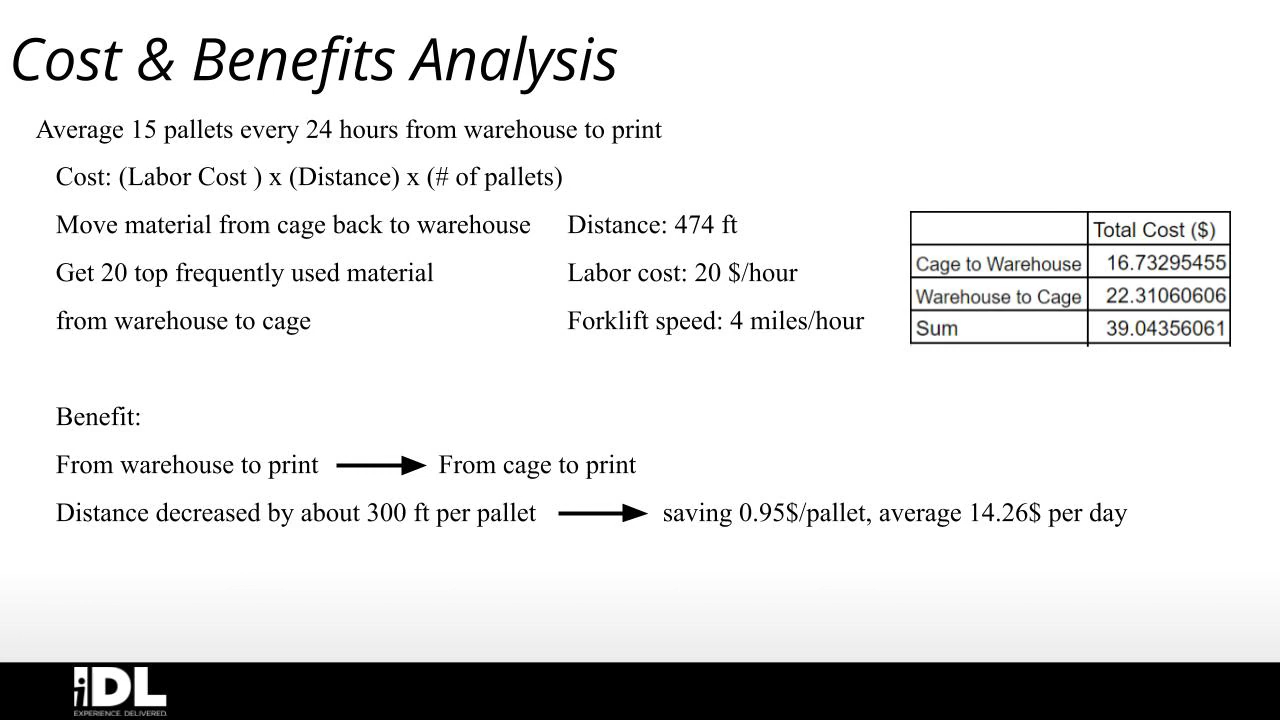 Cost & Benefits Analysis
Average 15 pallets every 24 hours from warehouse to print
Cost: (Labor Cost ) x (Distance) x (# of pallets)
Move material from cage back to warehouse
Get 20 top frequently used material
from warehouse to cage
Distance: 474 ft
Labor cost: 20 $/hour
Forklift speed: 4 miles/hour
Total Cost ($)
Cage to Warehouse 16.73295455
Warehouse to Cage 22.31060606
Sum 39.04356061
Benefit:
From warehouse to print From cage to print
Distance decreased by about 300 ft per pallet saving 0.95$/pallet, average 14.26$ per day
iDL
EXPERIENCE. DELIVERED.